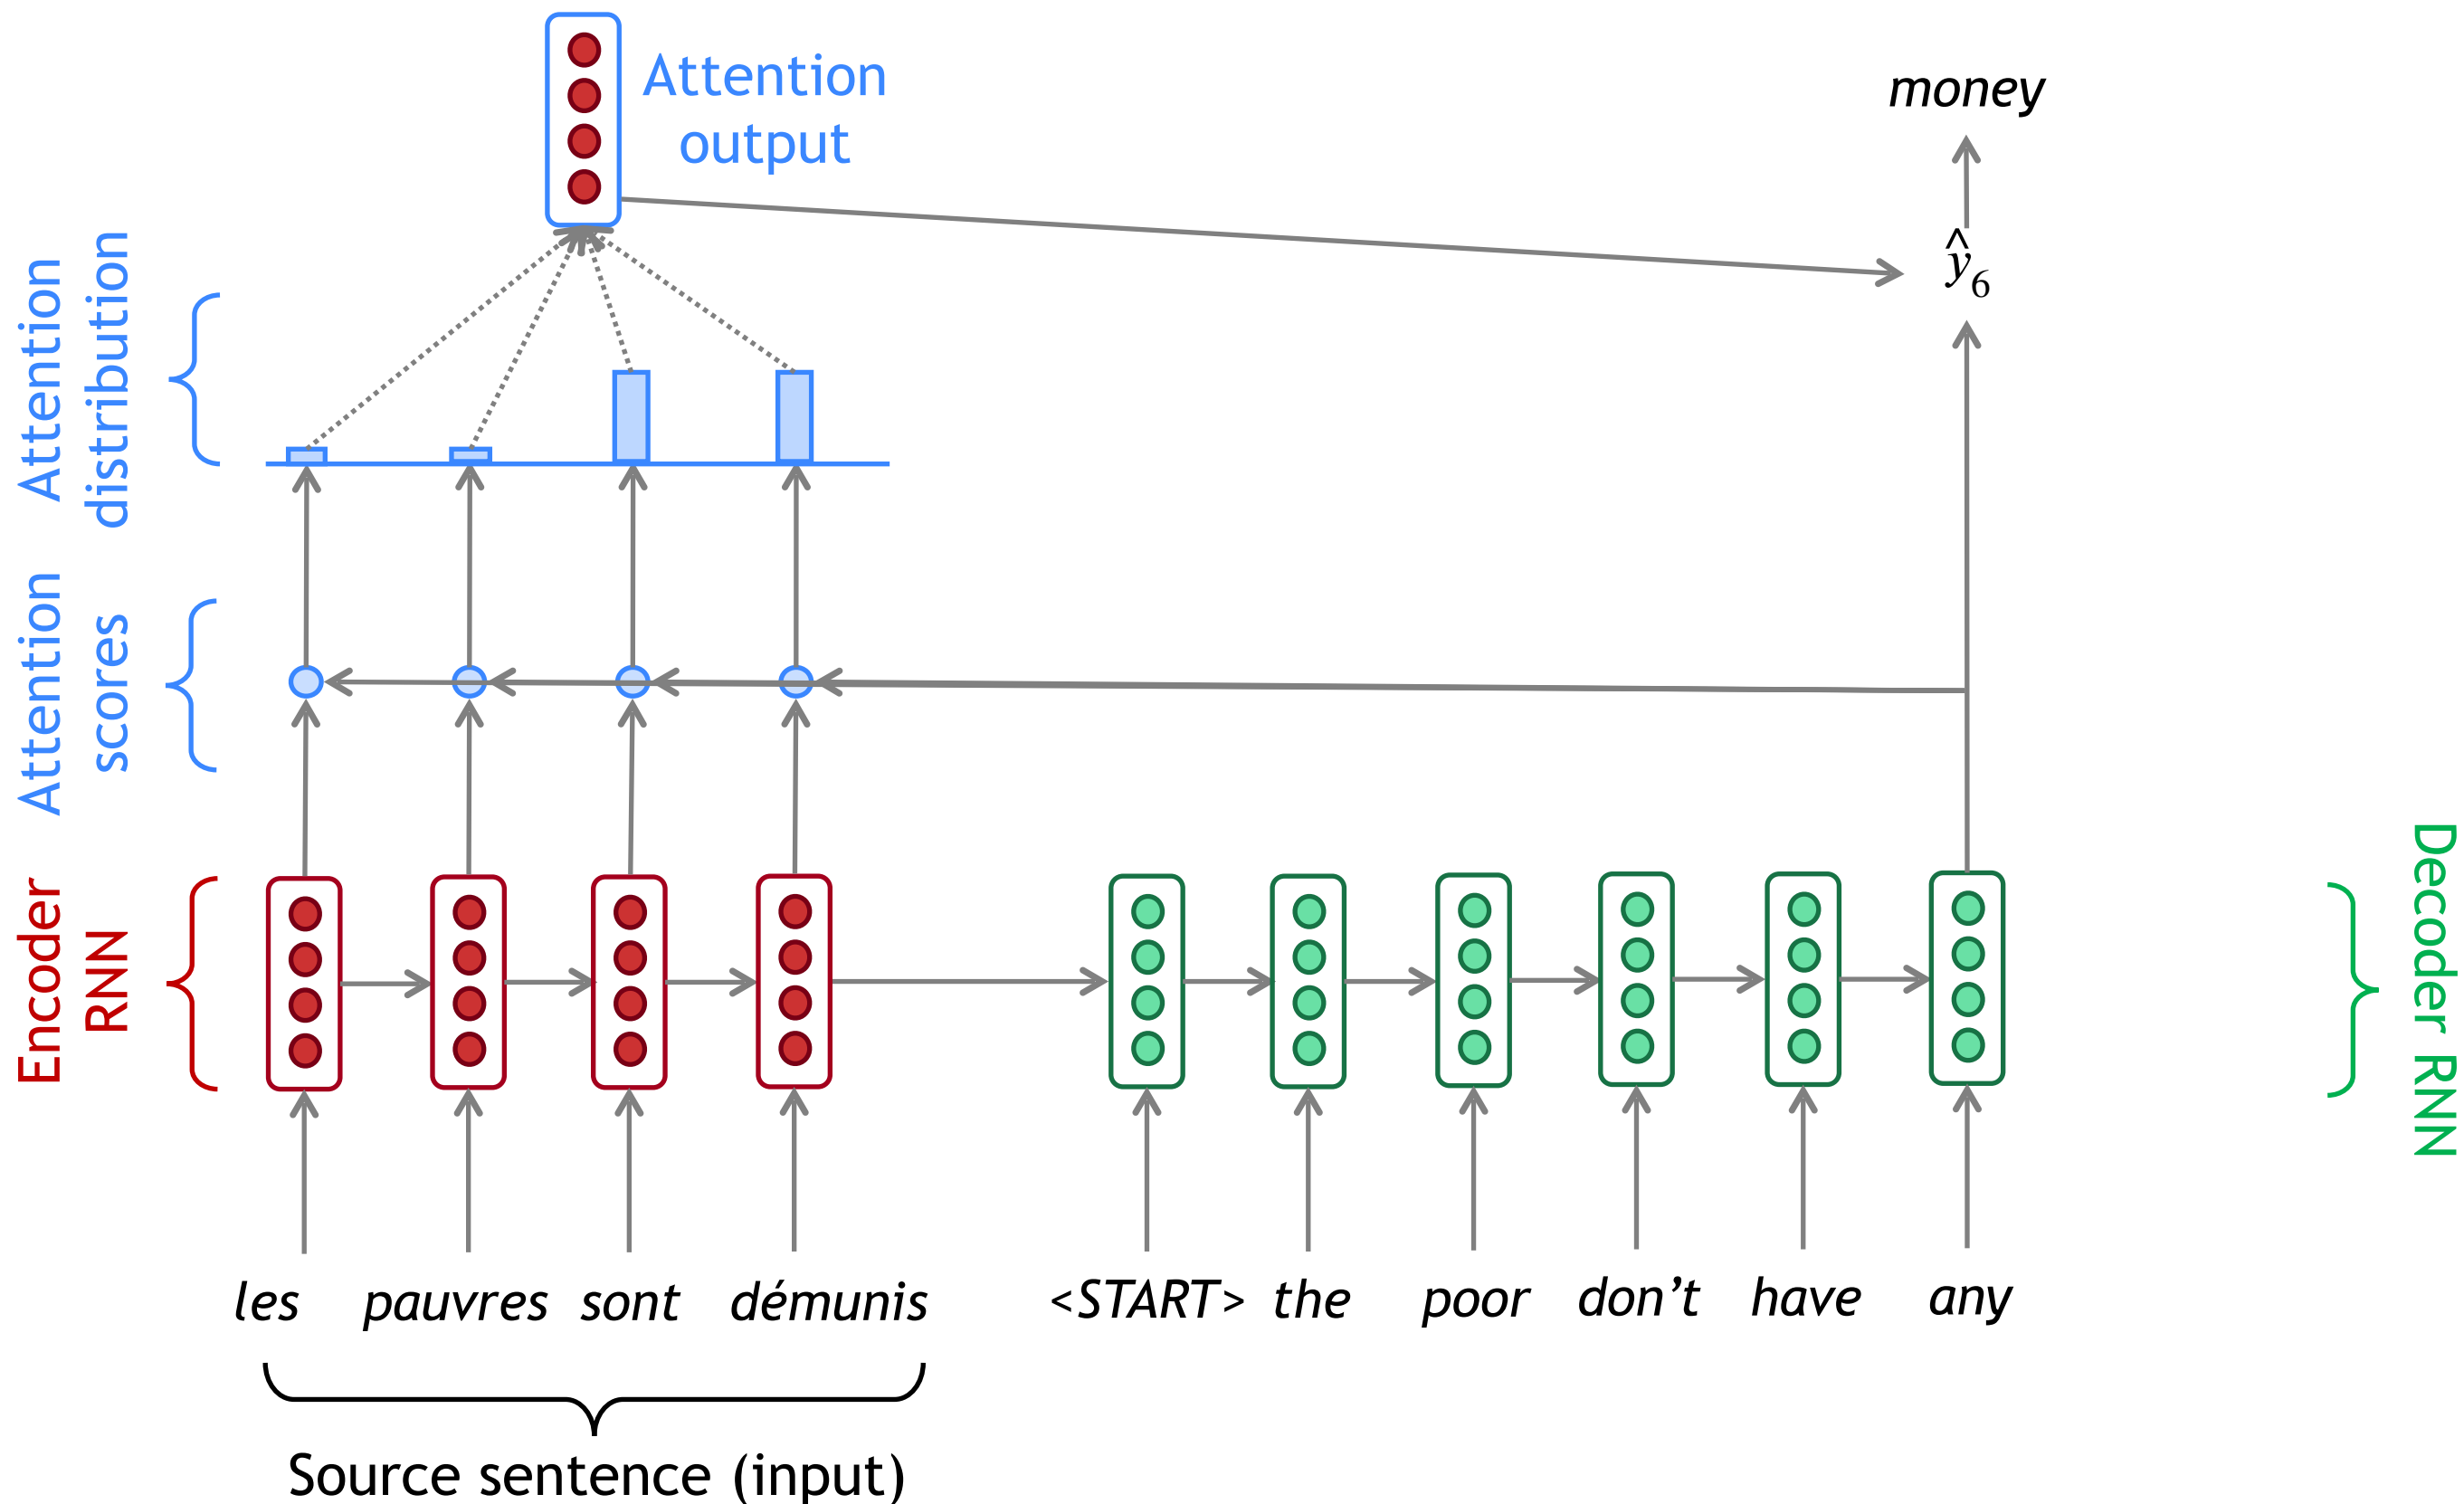 Attention
output
money
ŷ6
Attention
distribution
Attention
scores
Encoder
RNN
Decoder RNN
les pauvres sont démunis <START> the poor don't have any
Source sentence (input)